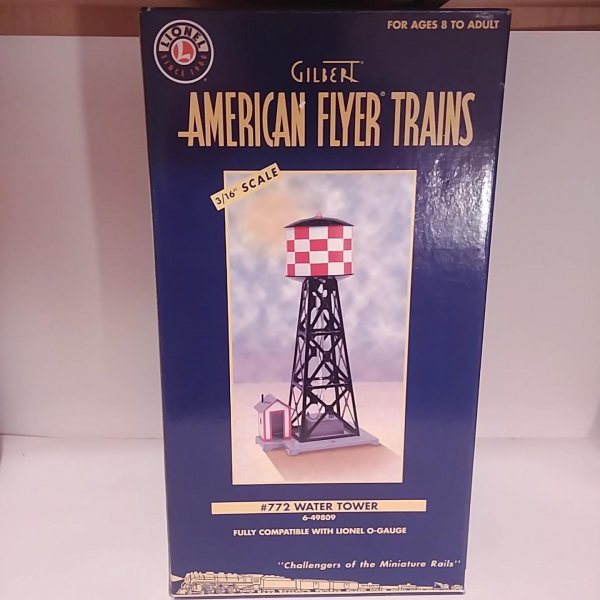 FOR AGES 8 TO ADULT
LIONEL
L
SINCE 1900
GILBERT®
AMERICAN FLYER® TRAINS
3/16" SCALE
#772 WATER TOWER
6-49809
FULLY COMPATIBLE WITH LIONEL O-GAUGE
"Challengers of the Miniature Rails"